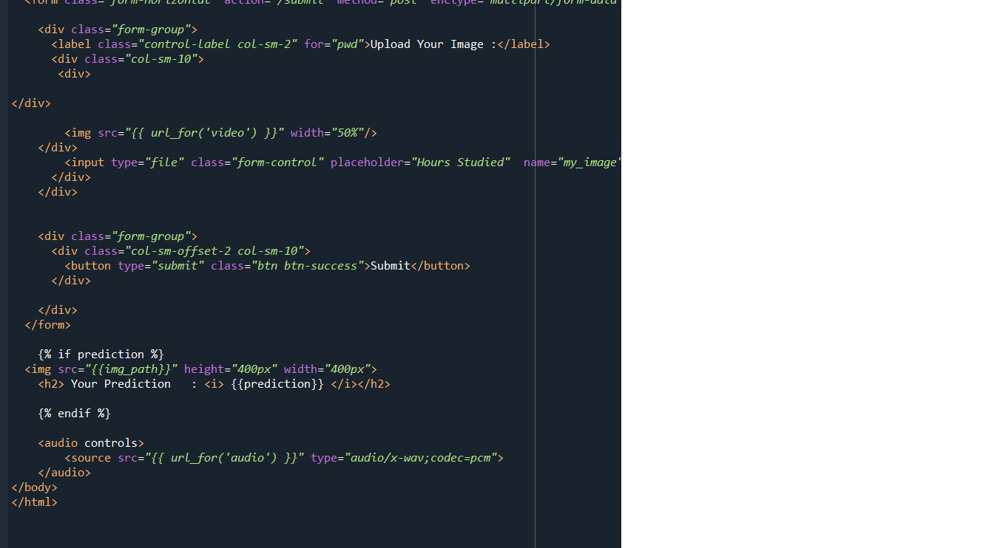 <form class="form-horizontal" action="/submit" method="post" enctype="multipart/form-data
<div class="form-group">
<label class="control-label col-sm-2" for="pwd">Upload Your Image :</label>
<div class="col-sm-10">
<div>
</div>
<img src="{{ url_for('video') }}" width="50%"/>
</div>
<input type="file" class="form-control" placeholder="Hours Studied"  name="my_image"
</div>
</div>
<div class="form-group">
<div class="col-sm-offset-2 col-sm-10">
<button type="submit" class="btn btn-success">Submit</button>
</div>
</div>
</form>
{% if prediction %}
<img src="{{img_path}}" height="400px" width="400px">
<h2> Your Prediction   : <i> {{prediction}} </i></h2>
{% endif %}
<audio controls>
<source src="{{ url_for('audio') }}" type="audio/x-wav;codec=pcm">
</audio>
</body>
</html>